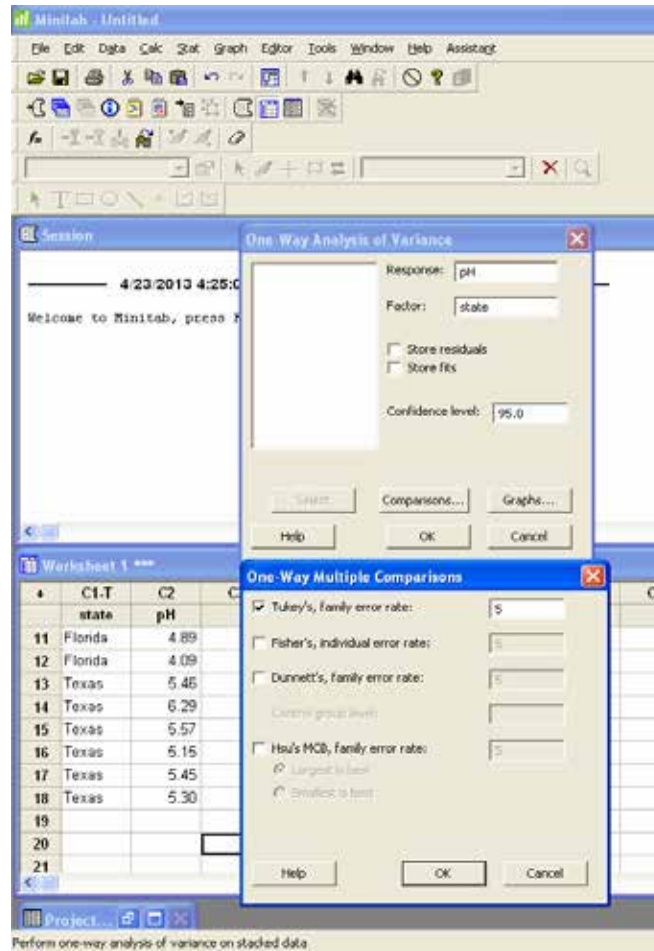 Minitab - Untitled
File Edit Data Calc Stat Graph Editor Tools Window Help Assistant
Session
4/23/2013 4:25:0
Welcome to Minitab, press
One-Way Analysis of Variance
Response: pH
Factor: state
Store residuals
Store fits
Confidence level: 95.0
Select
Comparisons... Graphs...
Help OK Cancel
Worksheet 1 ***
C1-T C2
state pH
11 Florida 4.89
12 Florida 4.09
13 Texas 5.46
14 Texas 6.29
15 Texas 5.57
16 Texas 5.15
17 Texas 5.45
18 Texas 5.30
19
20
21
One-Way Multiple Comparisons
Tukey's, family error rate: 5
Fisher's, individual error rate: 5
Dunnett's, family error rate: 5
Control group level:
Hsu's MCB, family error rate: 5
Largest is best
Smallest is best
Help OK Cancel
Project...
Perform one-way analysis of variance on stacked data